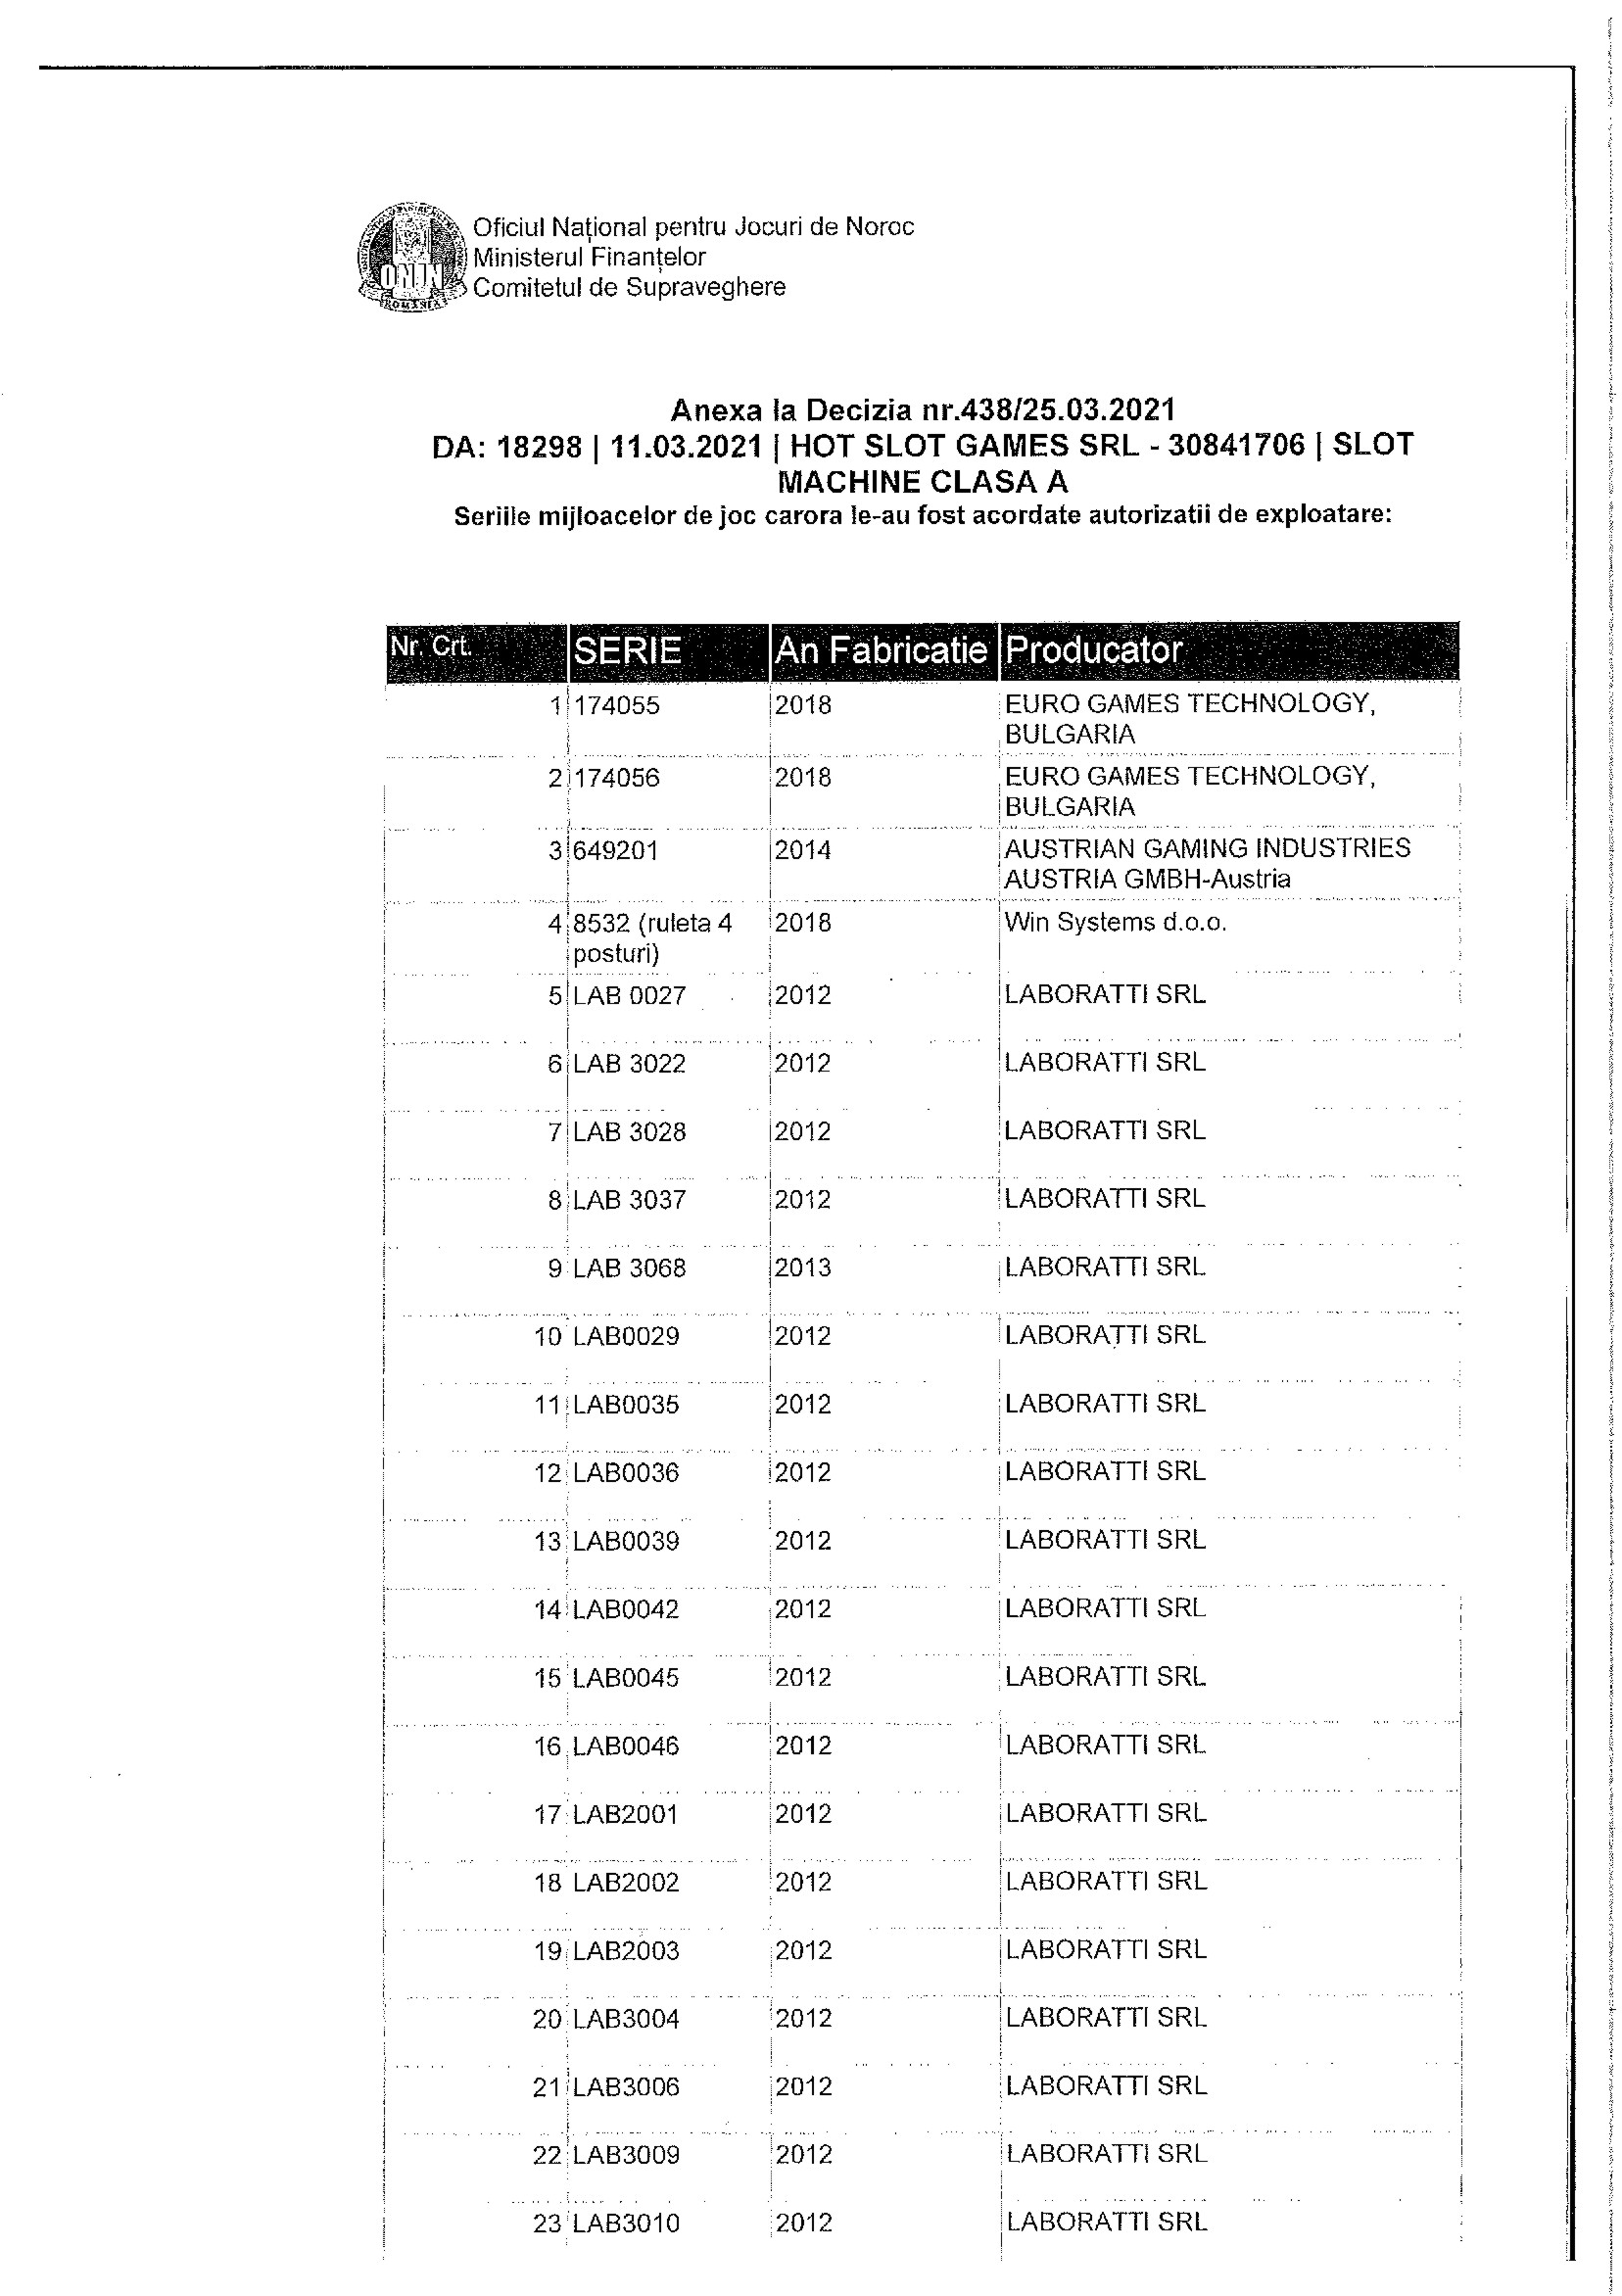 Oficiul Național pentru Jocuri de Noroc
Ministerul Finanțelor
Comitetul de Supraveghere
ONJN
ROMÂNIA
Anexa la Decizia nr.438/25.03.2021
DA: 18298 | 11.03.2021 | HOT SLOT GAMES SRL - 30841706 | SLOT
MACHINE CLASA A
Seriile mijloacelor de joc carora le-au fost acordate autorizatii de exploatare:
Nr. Crt. SERIE An Fabricatie Producator
1 174055 2018 EURO GAMES TECHNOLOGY,
BULGARIA
2 174056 2018 EURO GAMES TECHNOLOGY,
BULGARIA
3 649201 2014 AUSTRIAN GAMING INDUSTRIES
AUSTRIA GMBH-Austria
4 8532 (ruleta 4 2018 Win Systems d.o.o.
posturi)
5 LAB 0027 2012 LABORATTI SRL
6 LAB 3022 2012 LABORATTI SRL
7 LAB 3028 2012 LABORATTI SRL
8 LAB 3037 2012 LABORATTI SRL
9 LAB 3068 2013 LABORATTI SRL
10 LAB0029 2012 LABORATTI SRL
11 LAB0035 2012 LABORATTI SRL
12 LAB0036 2012 LABORATTI SRL
13 LAB0039 2012 LABORATTI SRL
14 LAB0042 2012 LABORATTI SRL
15 LAB0045 2012 LABORATTI SRL
16 LAB0046 2012 LABORATTI SRL
17 LAB2001 2012 LABORATTI SRL
18 LAB2002 2012 LABORATTI SRL
19 LAB2003 2012 LABORATTI SRL
20 LAB3004 2012 LABORATTI SRL
21 LAB3006 2012 LABORATTI SRL
22 LAB3009 2012 LABORATTI SRL
23 LAB3010 2012 LABORATTI SRL